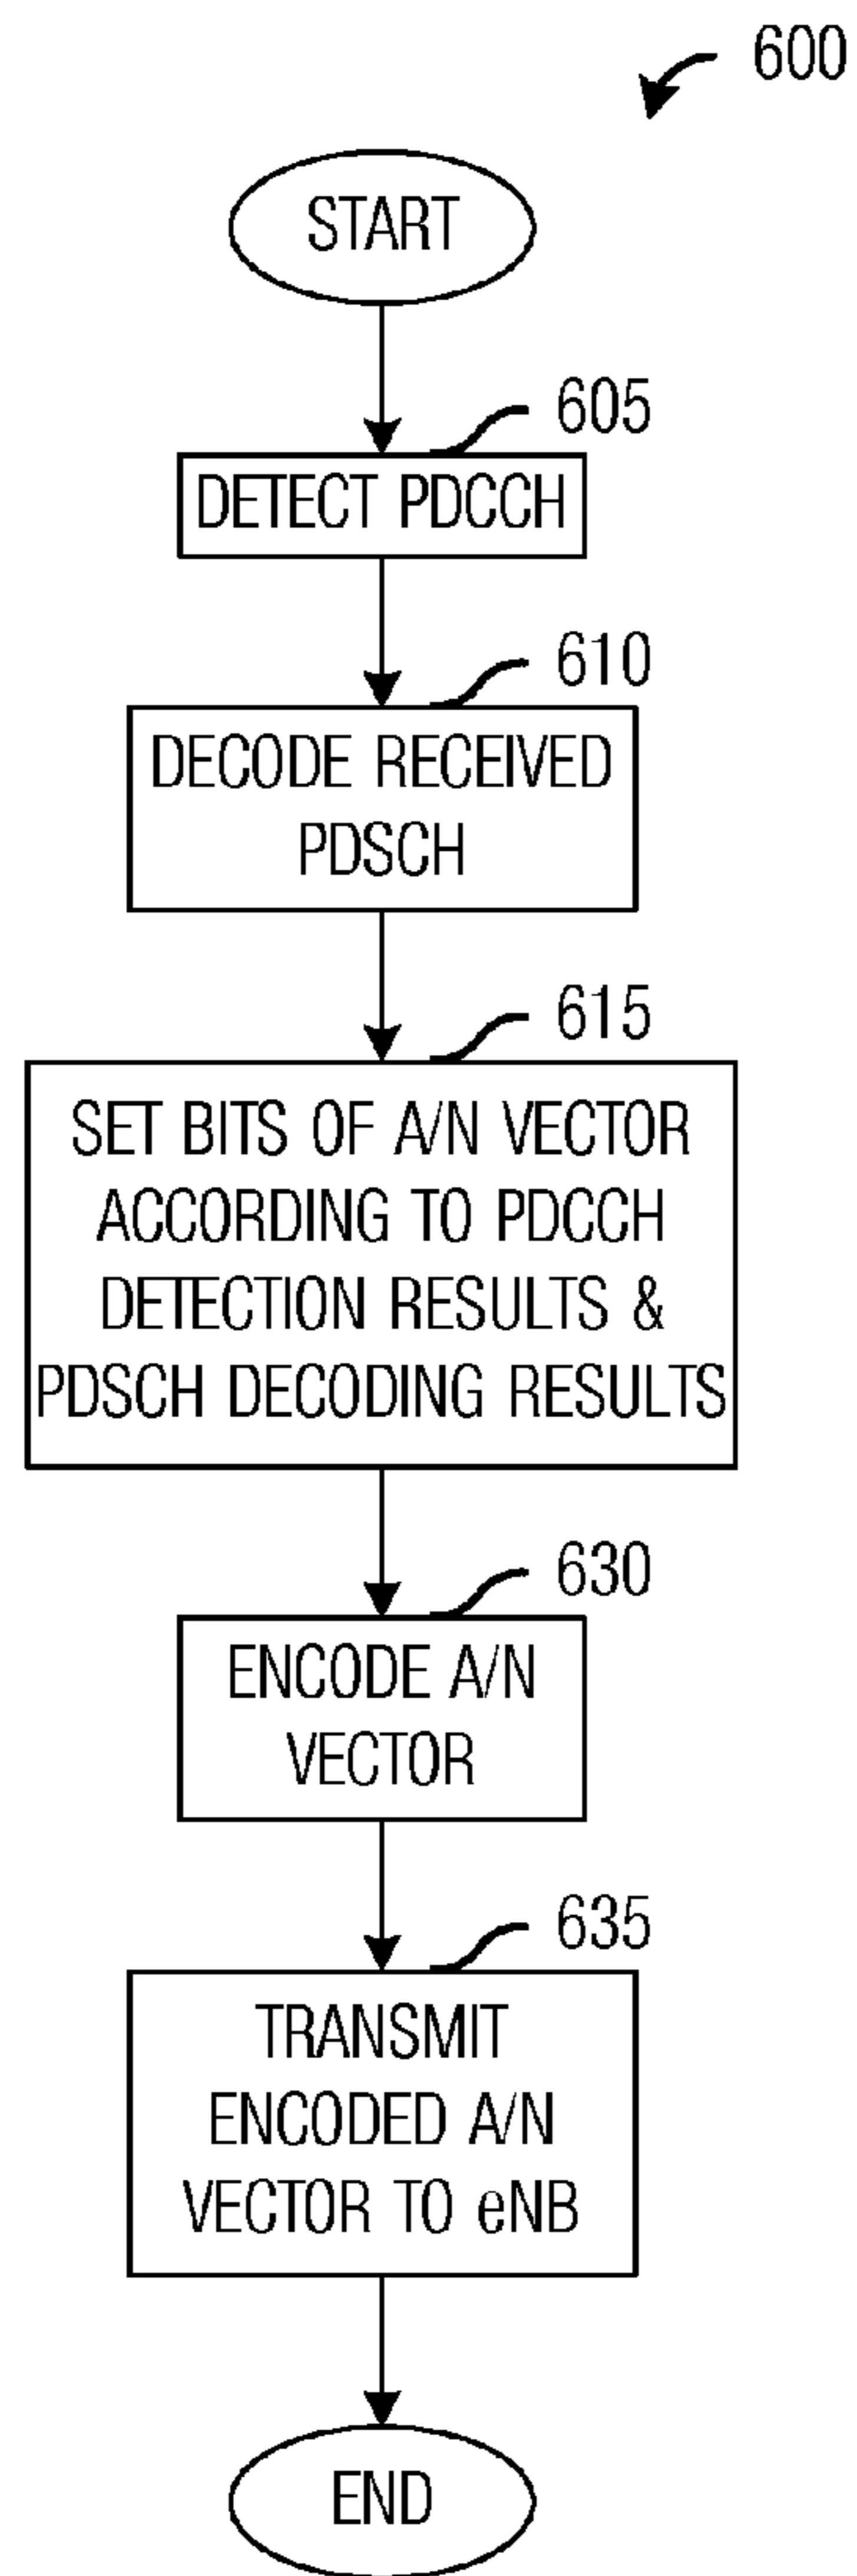 600
START
605
DETECT PDCCH
610
DECODE RECEIVED
PDSCH
615
SET BITS OF A/N VECTOR
ACCORDING TO PDCCH
DETECTION RESULTS &
PDSCH DECODING RESULTS
630
ENCODE A/N
VECTOR
635
TRANSMIT
ENCODED A/N
VECTOR TO eNB
END